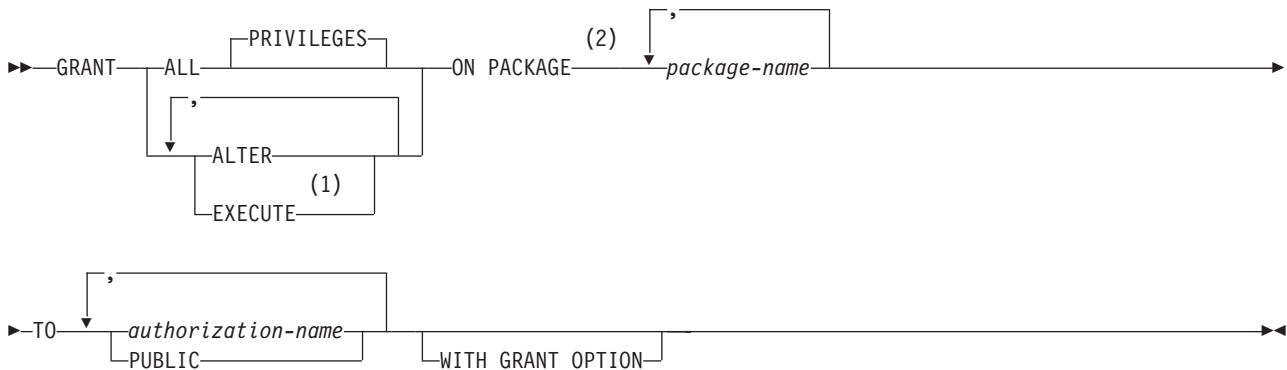 PRIVILEGES
(2)
,
GRANT ALL ON PACKAGE package-name
,
ALTER
(1)
EXECUTE
,
TO authorization-name
PUBLIC WITH GRANT OPTION